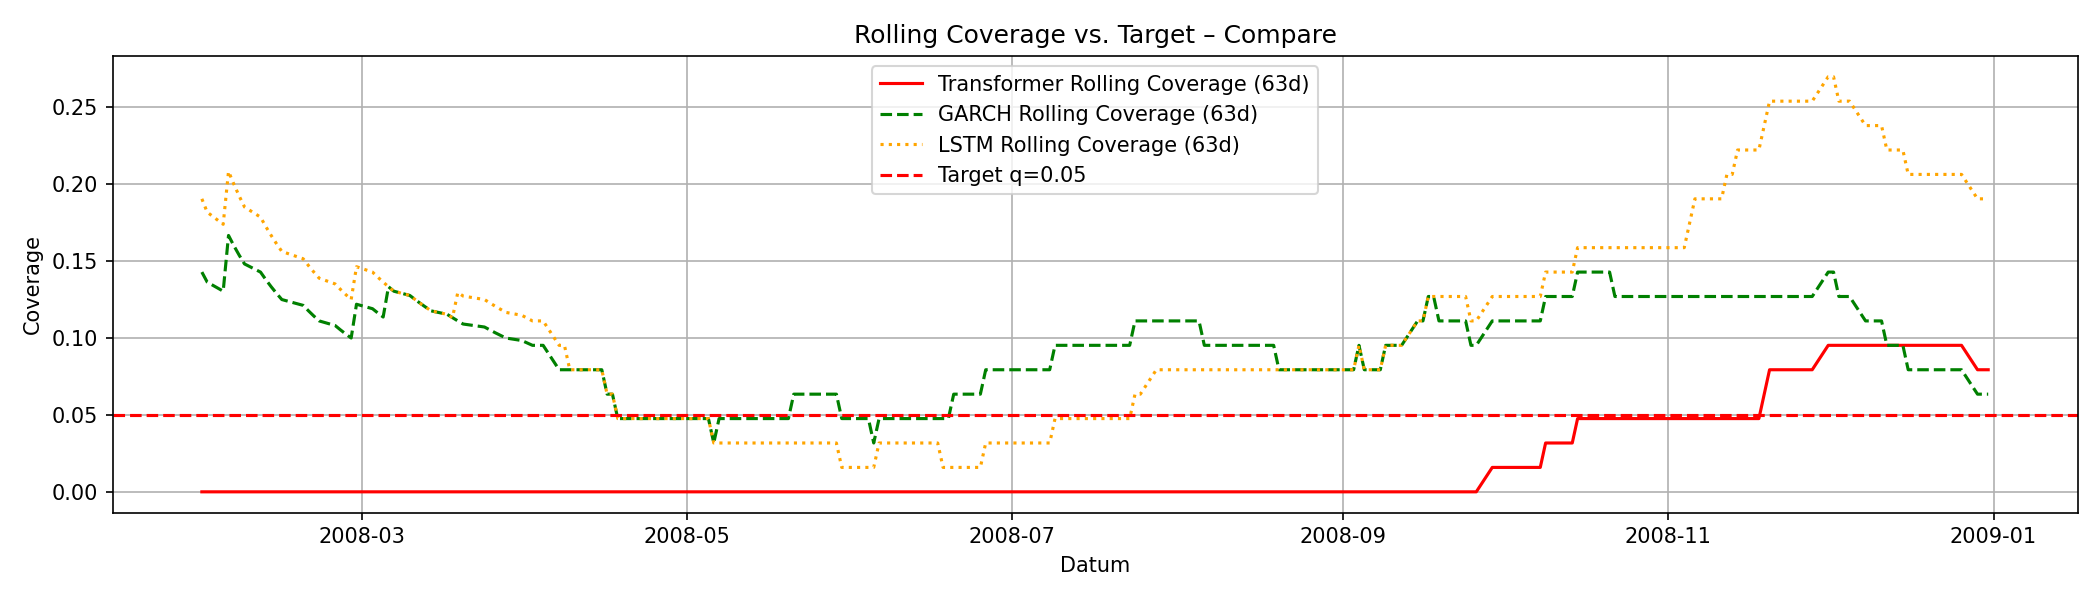 Rolling Coverage vs. Target – Compare
Transformer Rolling Coverage (63d)
GARCH Rolling Coverage (63d)
LSTM Rolling Coverage (63d)
Target q=0.05
Coverage
0.25
0.20
0.15
0.10
0.05
0.00
2008-03 2008-05 2008-07 2008-09 2008-11 2009-01
Datum